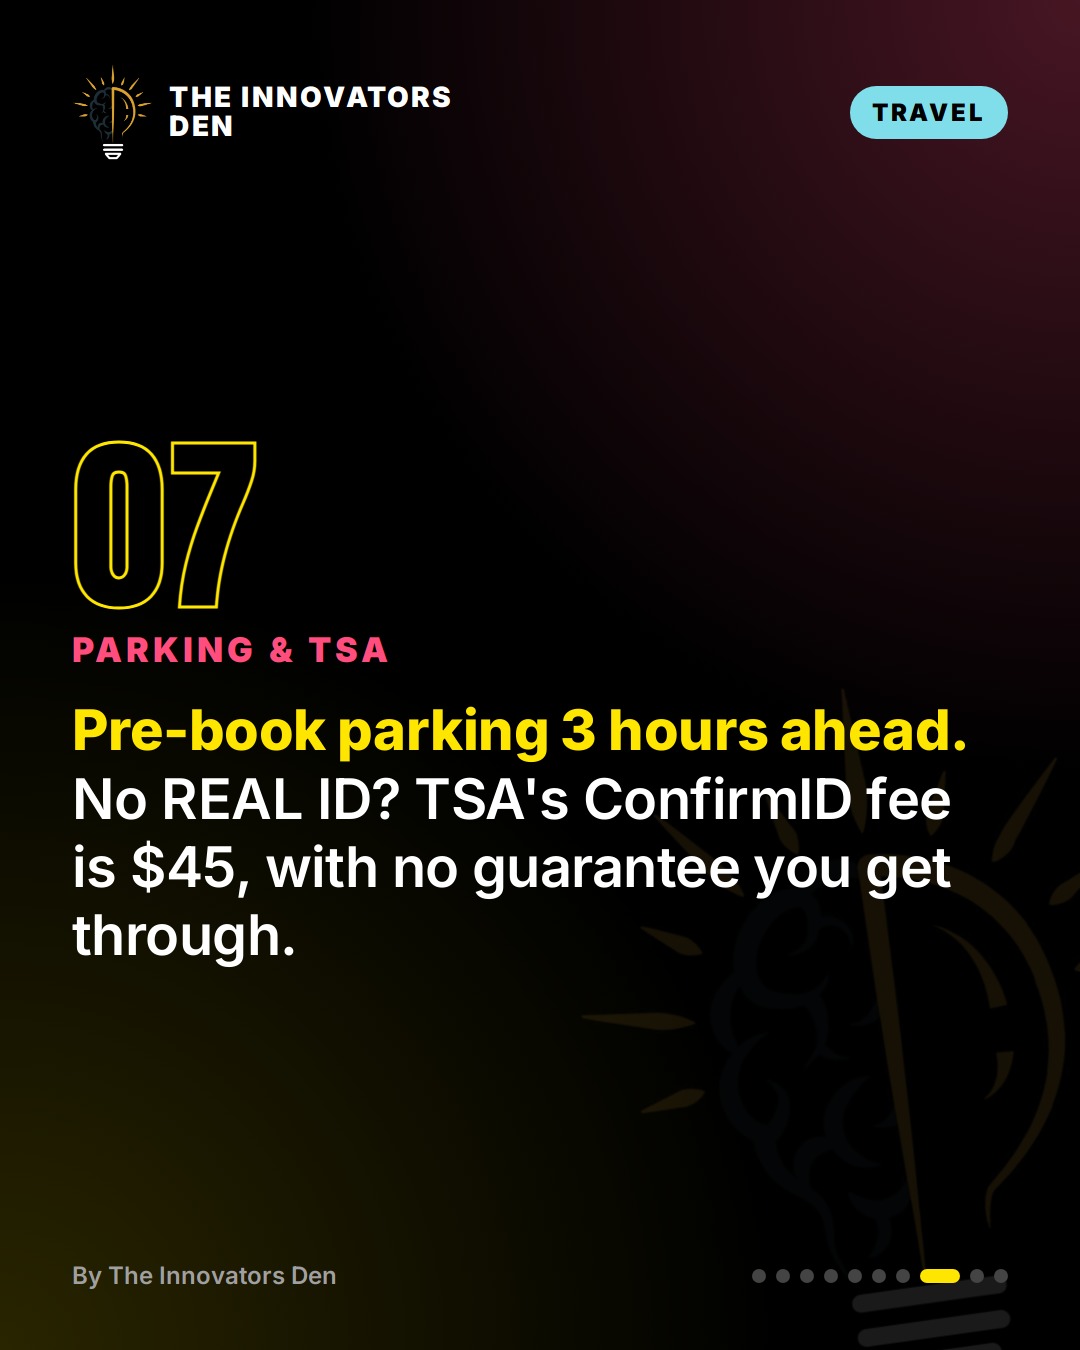 THE INNOVATORS
DEN
TRAVEL
07
PARKING & TSA
Pre-book parking 3 hours ahead.
No REAL ID? TSA's ConfirmID fee
is $45, with no guarantee you get
through.
By The Innovators Den